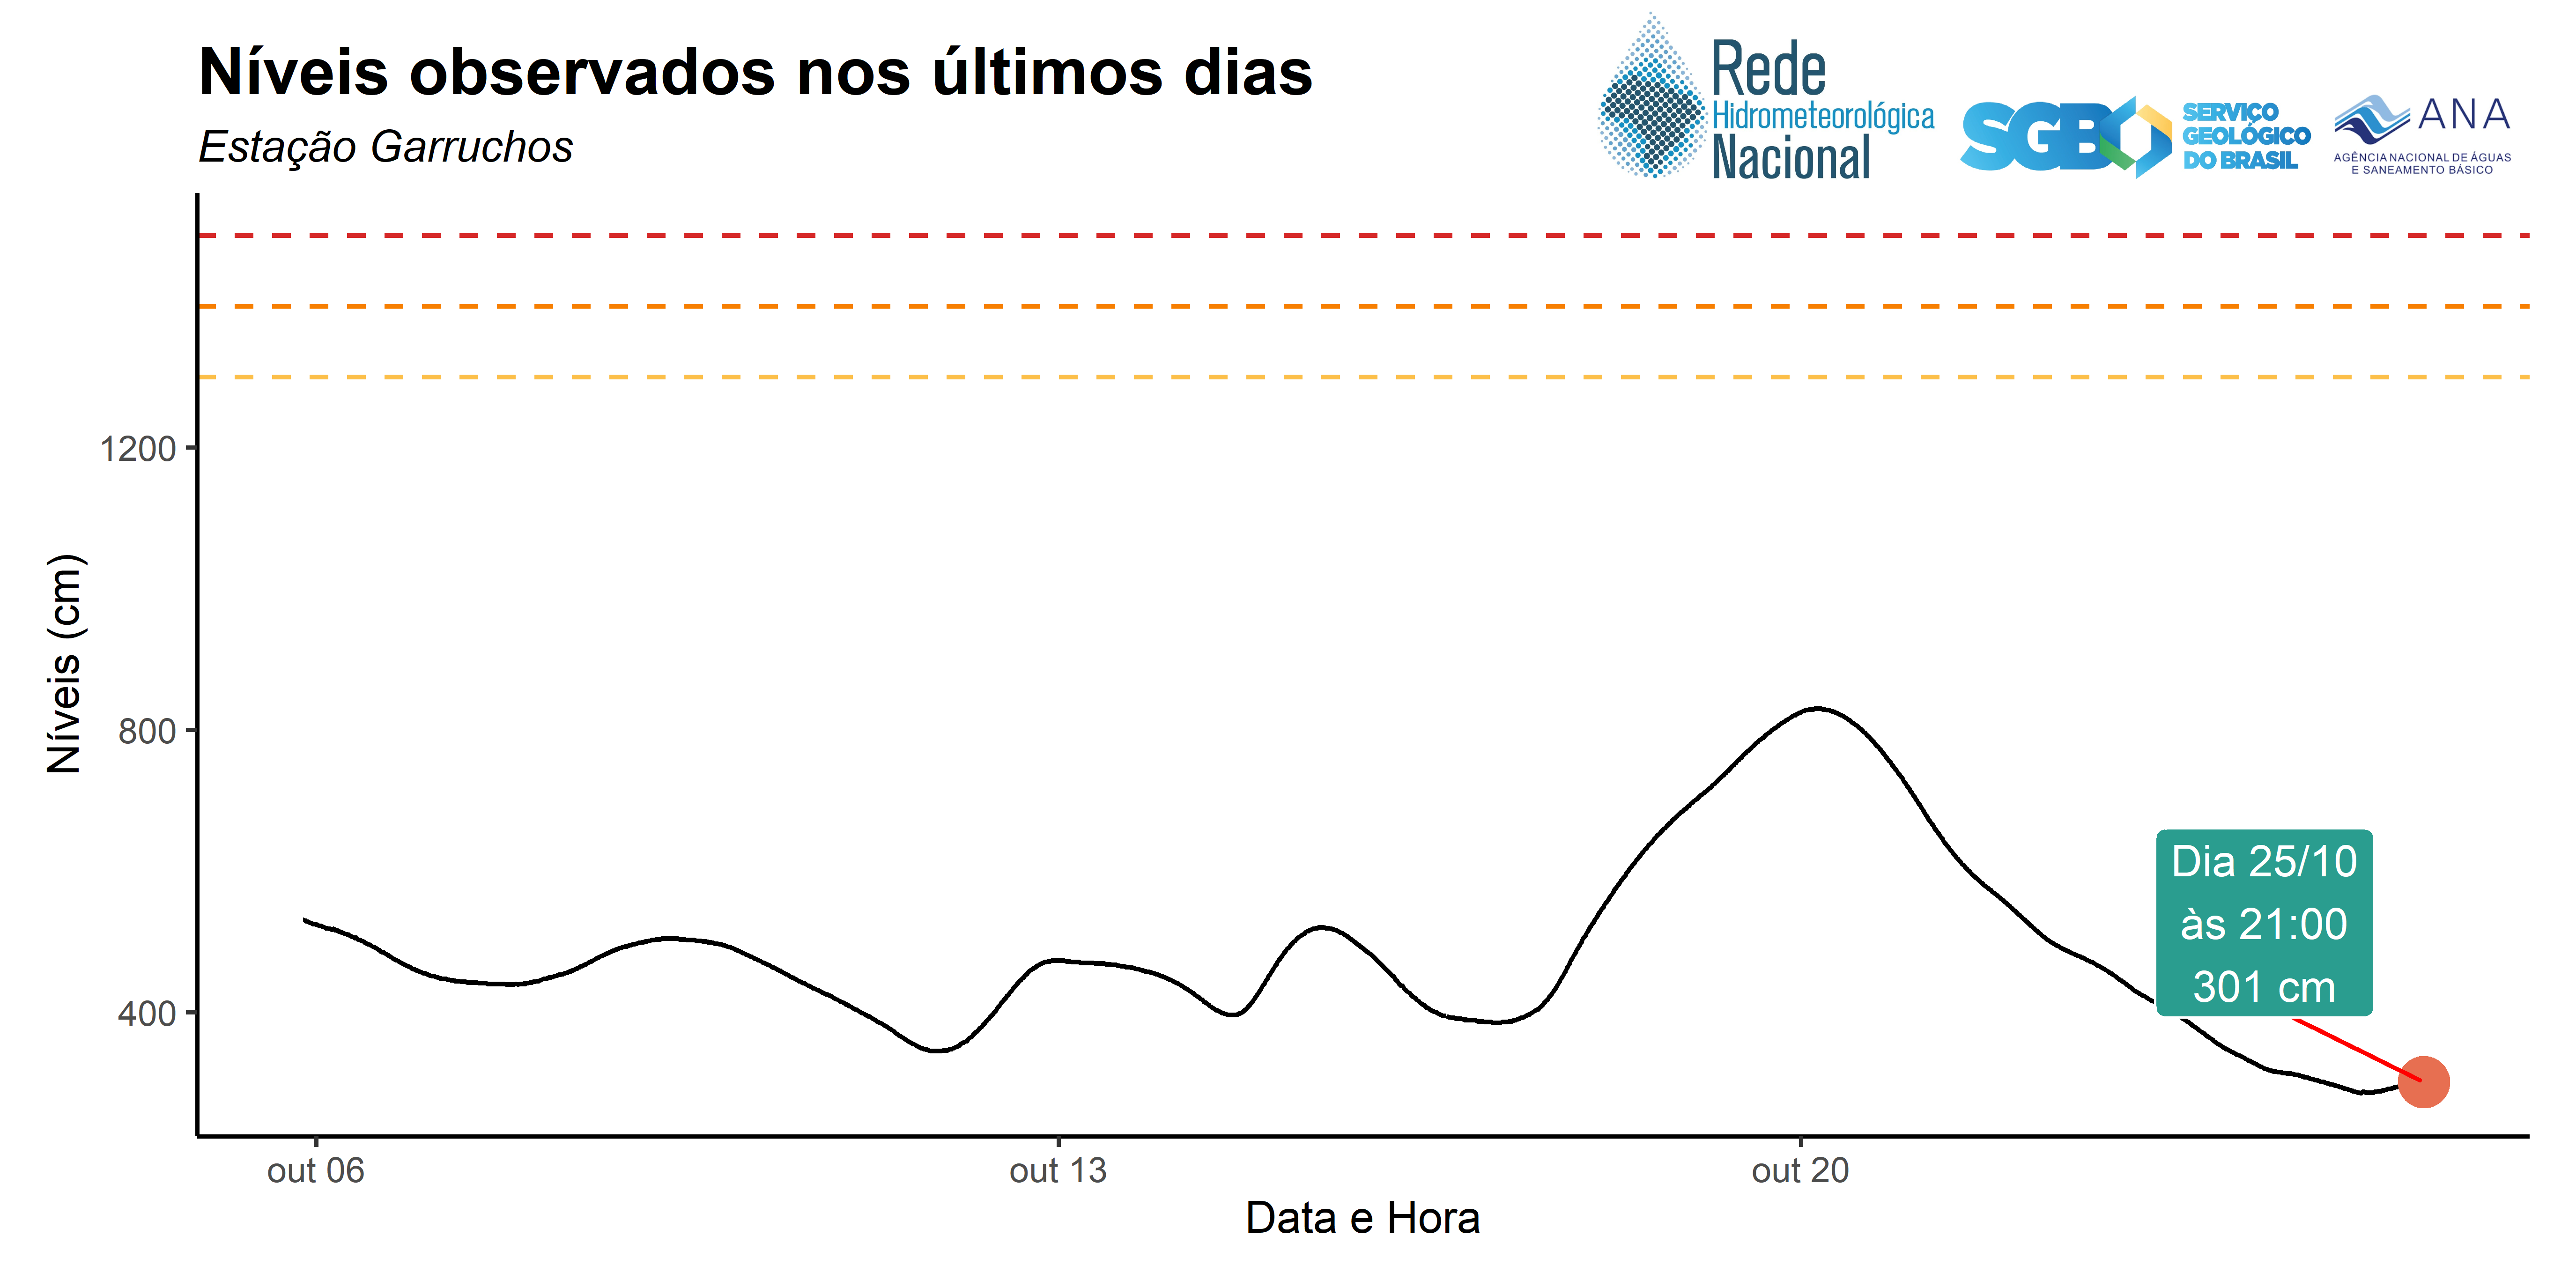 Níveis observados nos últimos dias
Estação Garruchos
Rede
Hidrometeorológica
Nacional
SGB
SERVIÇO
GEOLÓGICO
DO BRASIL
ANA
AGÊNCIA NACIONAL DE ÁGUAS
E SANEAMENTO BÁSICO
Níveis (cm)
1200
800
400
Dia 25/10
às 21:00
301 cm
out 06
out 13
out 20
Data e Hora